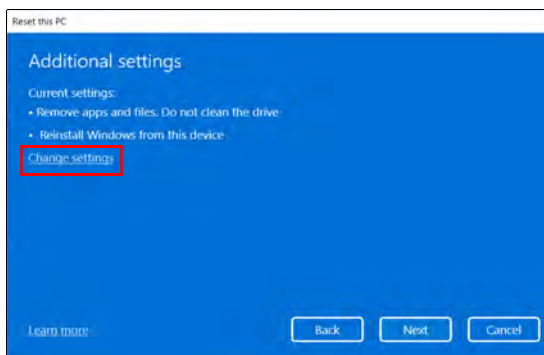 Reset this PC
Additional settings
Current settings:
• Remove apps and files. Do not clean the drive
• Reinstall Windows from this device
Change settings
Learn more
Back
Next
Cancel